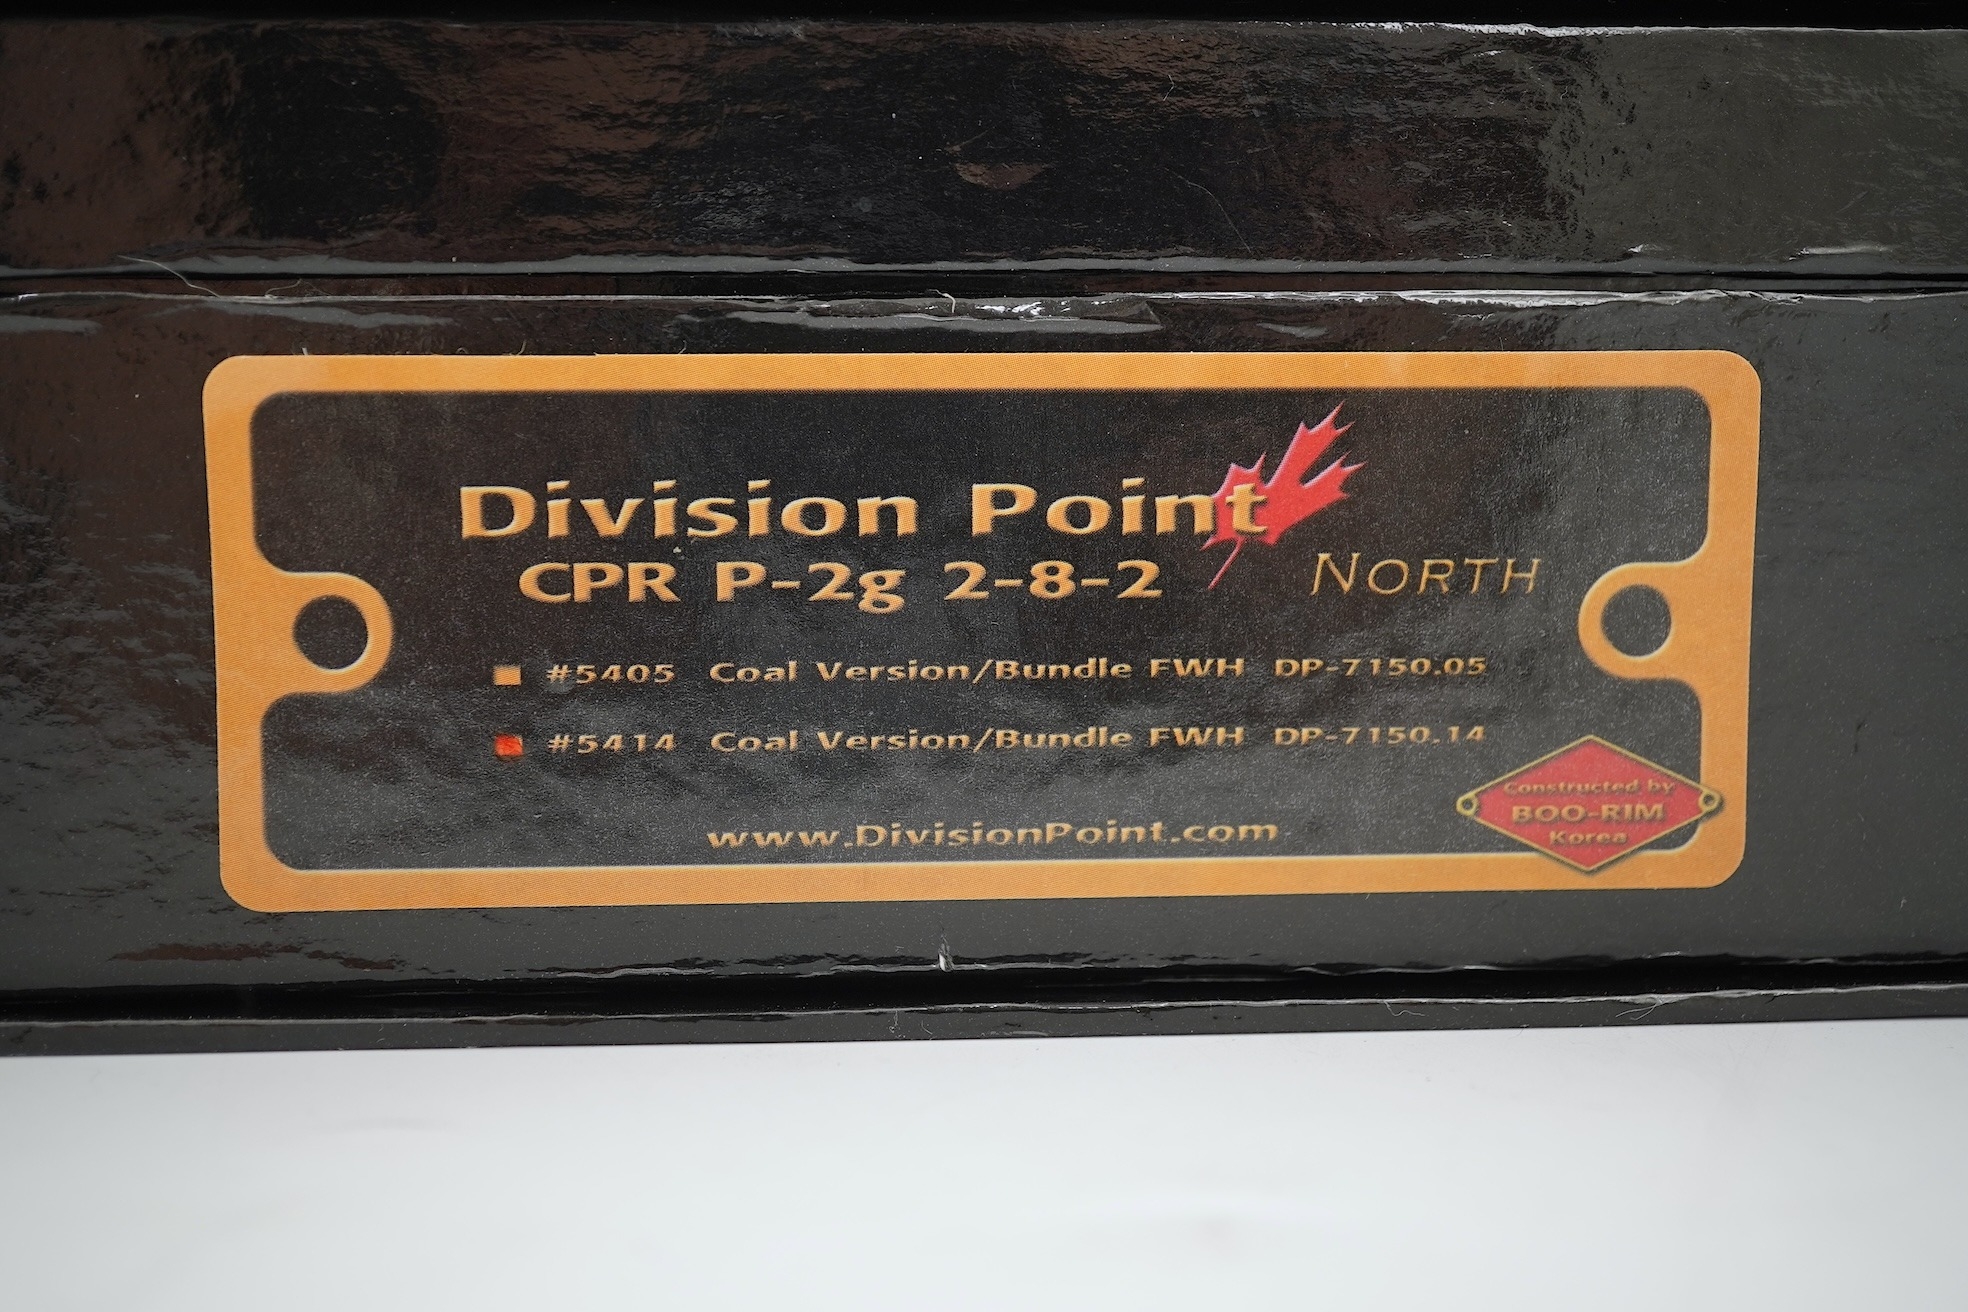 Division Point
CPR P-2g 2-8-2 NORTH
#5405 Coal Version/Bundle FWH DP-7150.05
#5414 Coal Version/Bundle FWH DP-7150.14
Constructed by
BOO-RIM
Korea
www.DivisionPoint.com